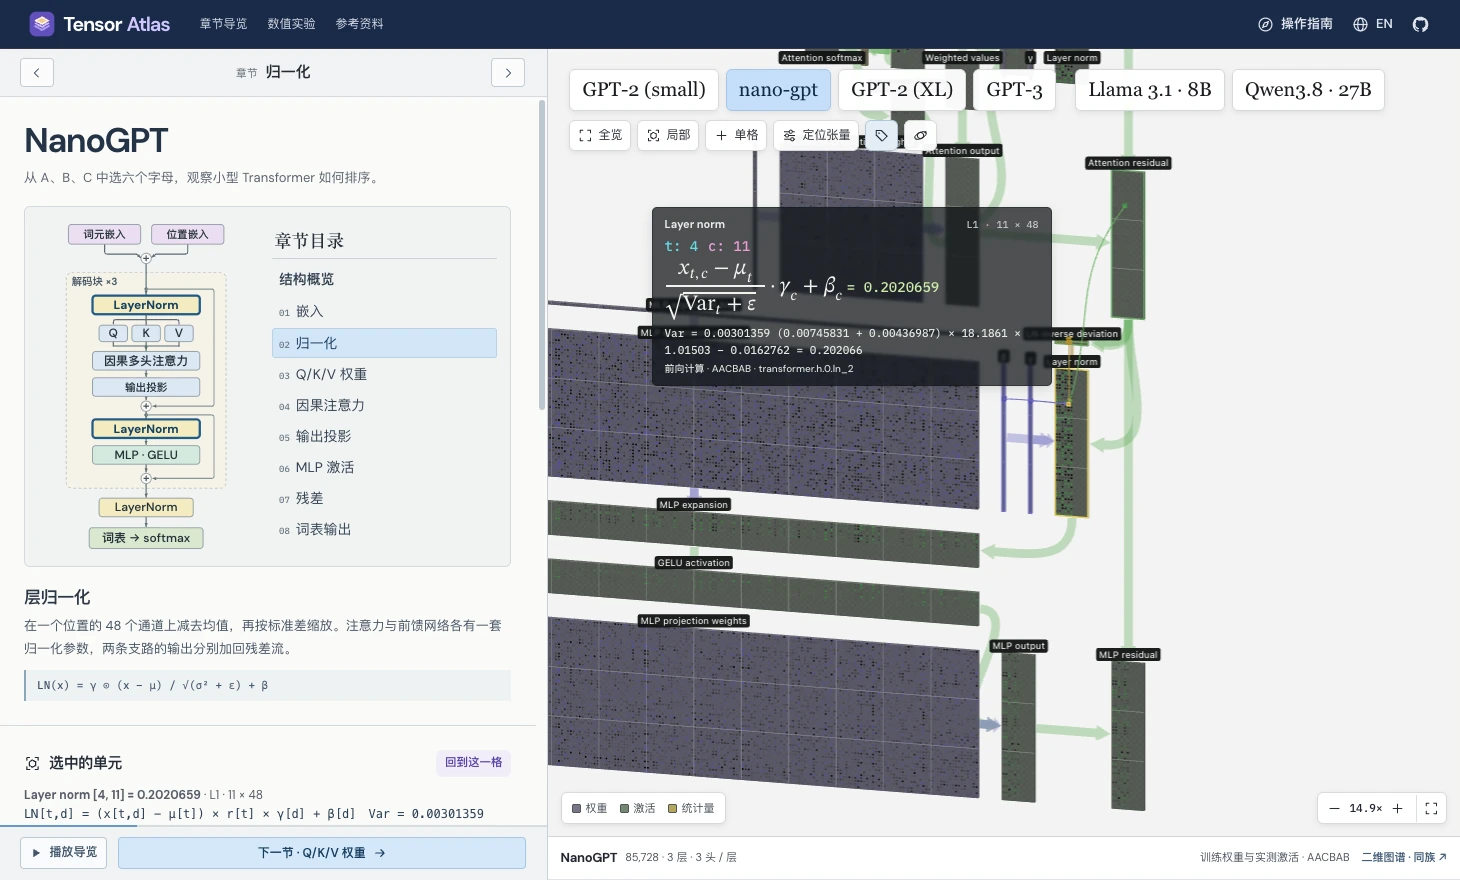 Tensor Atlas
章节导览
数值实验
参考资料
操作指南
EN
章节 归一化
NanoGPT
从 A、B、C 中选六个字母，观察小型 Transformer 如何排序。
词元嵌入
位置嵌入
解码块 ×3
LayerNorm
Q
K
V
因果多头注意力
输出投影
LayerNorm
MLP · GELU
LayerNorm
词表 → softmax
章节目录
结构概览
01 嵌入
02 归一化
03 Q/K/V 权重
04 因果注意力
05 输出投影
06 MLP 激活
07 残差
08 词表输出
层归一化
在一个位置的 48 个通道上减去均值，再按标准差缩放。注意力与前馈网络各有一套
归一化参数，两条支路的输出分别加回残差流。
LN(x) = γ ⊙ (x − μ) / √(σ² + ε) + β
选中的单元
回到这一格
Layer norm [4, 11] = 0.2020659 · L1 · 11 × 48
LN[t,d] = (x[t,d] − μ[t]) × r[t] × γ[d] + β[d] Var = 0.00301359
播放导览
下一节 · Q/K/V 权重 →
Attention softmax
Weighted values
γ
Layer norm
GPT-2 (small)
nano-gpt
GPT-2 (XL)
GPT-3
Llama 3.1 · 8B
Qwen3.8 · 27B
全览
局部
单格
定位张量
Attention output
Attention residual
Layer norm
L1 · 11 × 48
t: 4 c: 11
(x_{t,c} − μ_t) / √(Var_t + ε) · γ_c + β_c = 0.2020659
Var = 0.00301359 (0.00745831 + 0.00436987) × 18.1861 ×
1.01503 − 0.0162762 = 0.202066
前向计算 · AACBAB · transformer.h.0.ln_2
MLP expansion
GELU activation
MLP projection weights
MLP output
MLP residual
权重
激活
统计量
14.9×
NanoGPT 85,728 · 3 层 · 3 头 / 层
训练权重与实测激活 · AACBAB
二维图谱 · 同族 ↗